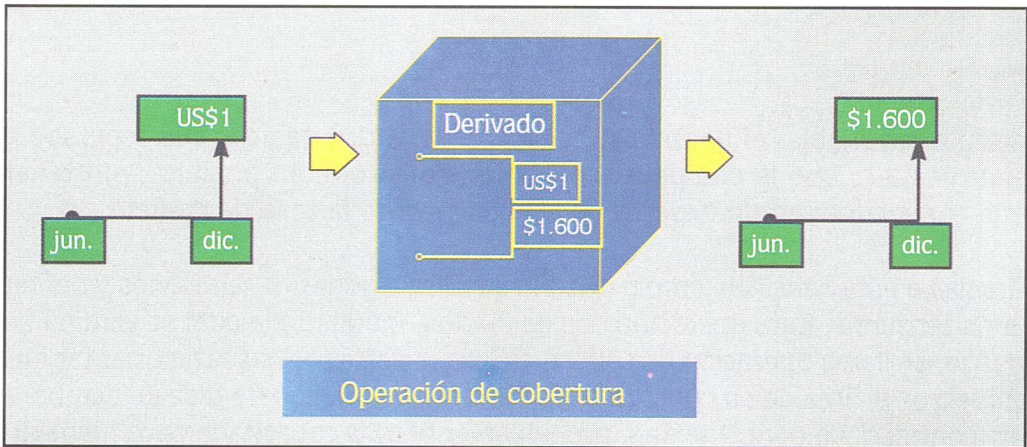 US$1
jun.
dic.
Derivado
US$1
$1.600
$1.600
jun.
dic.
Operación de cobertura